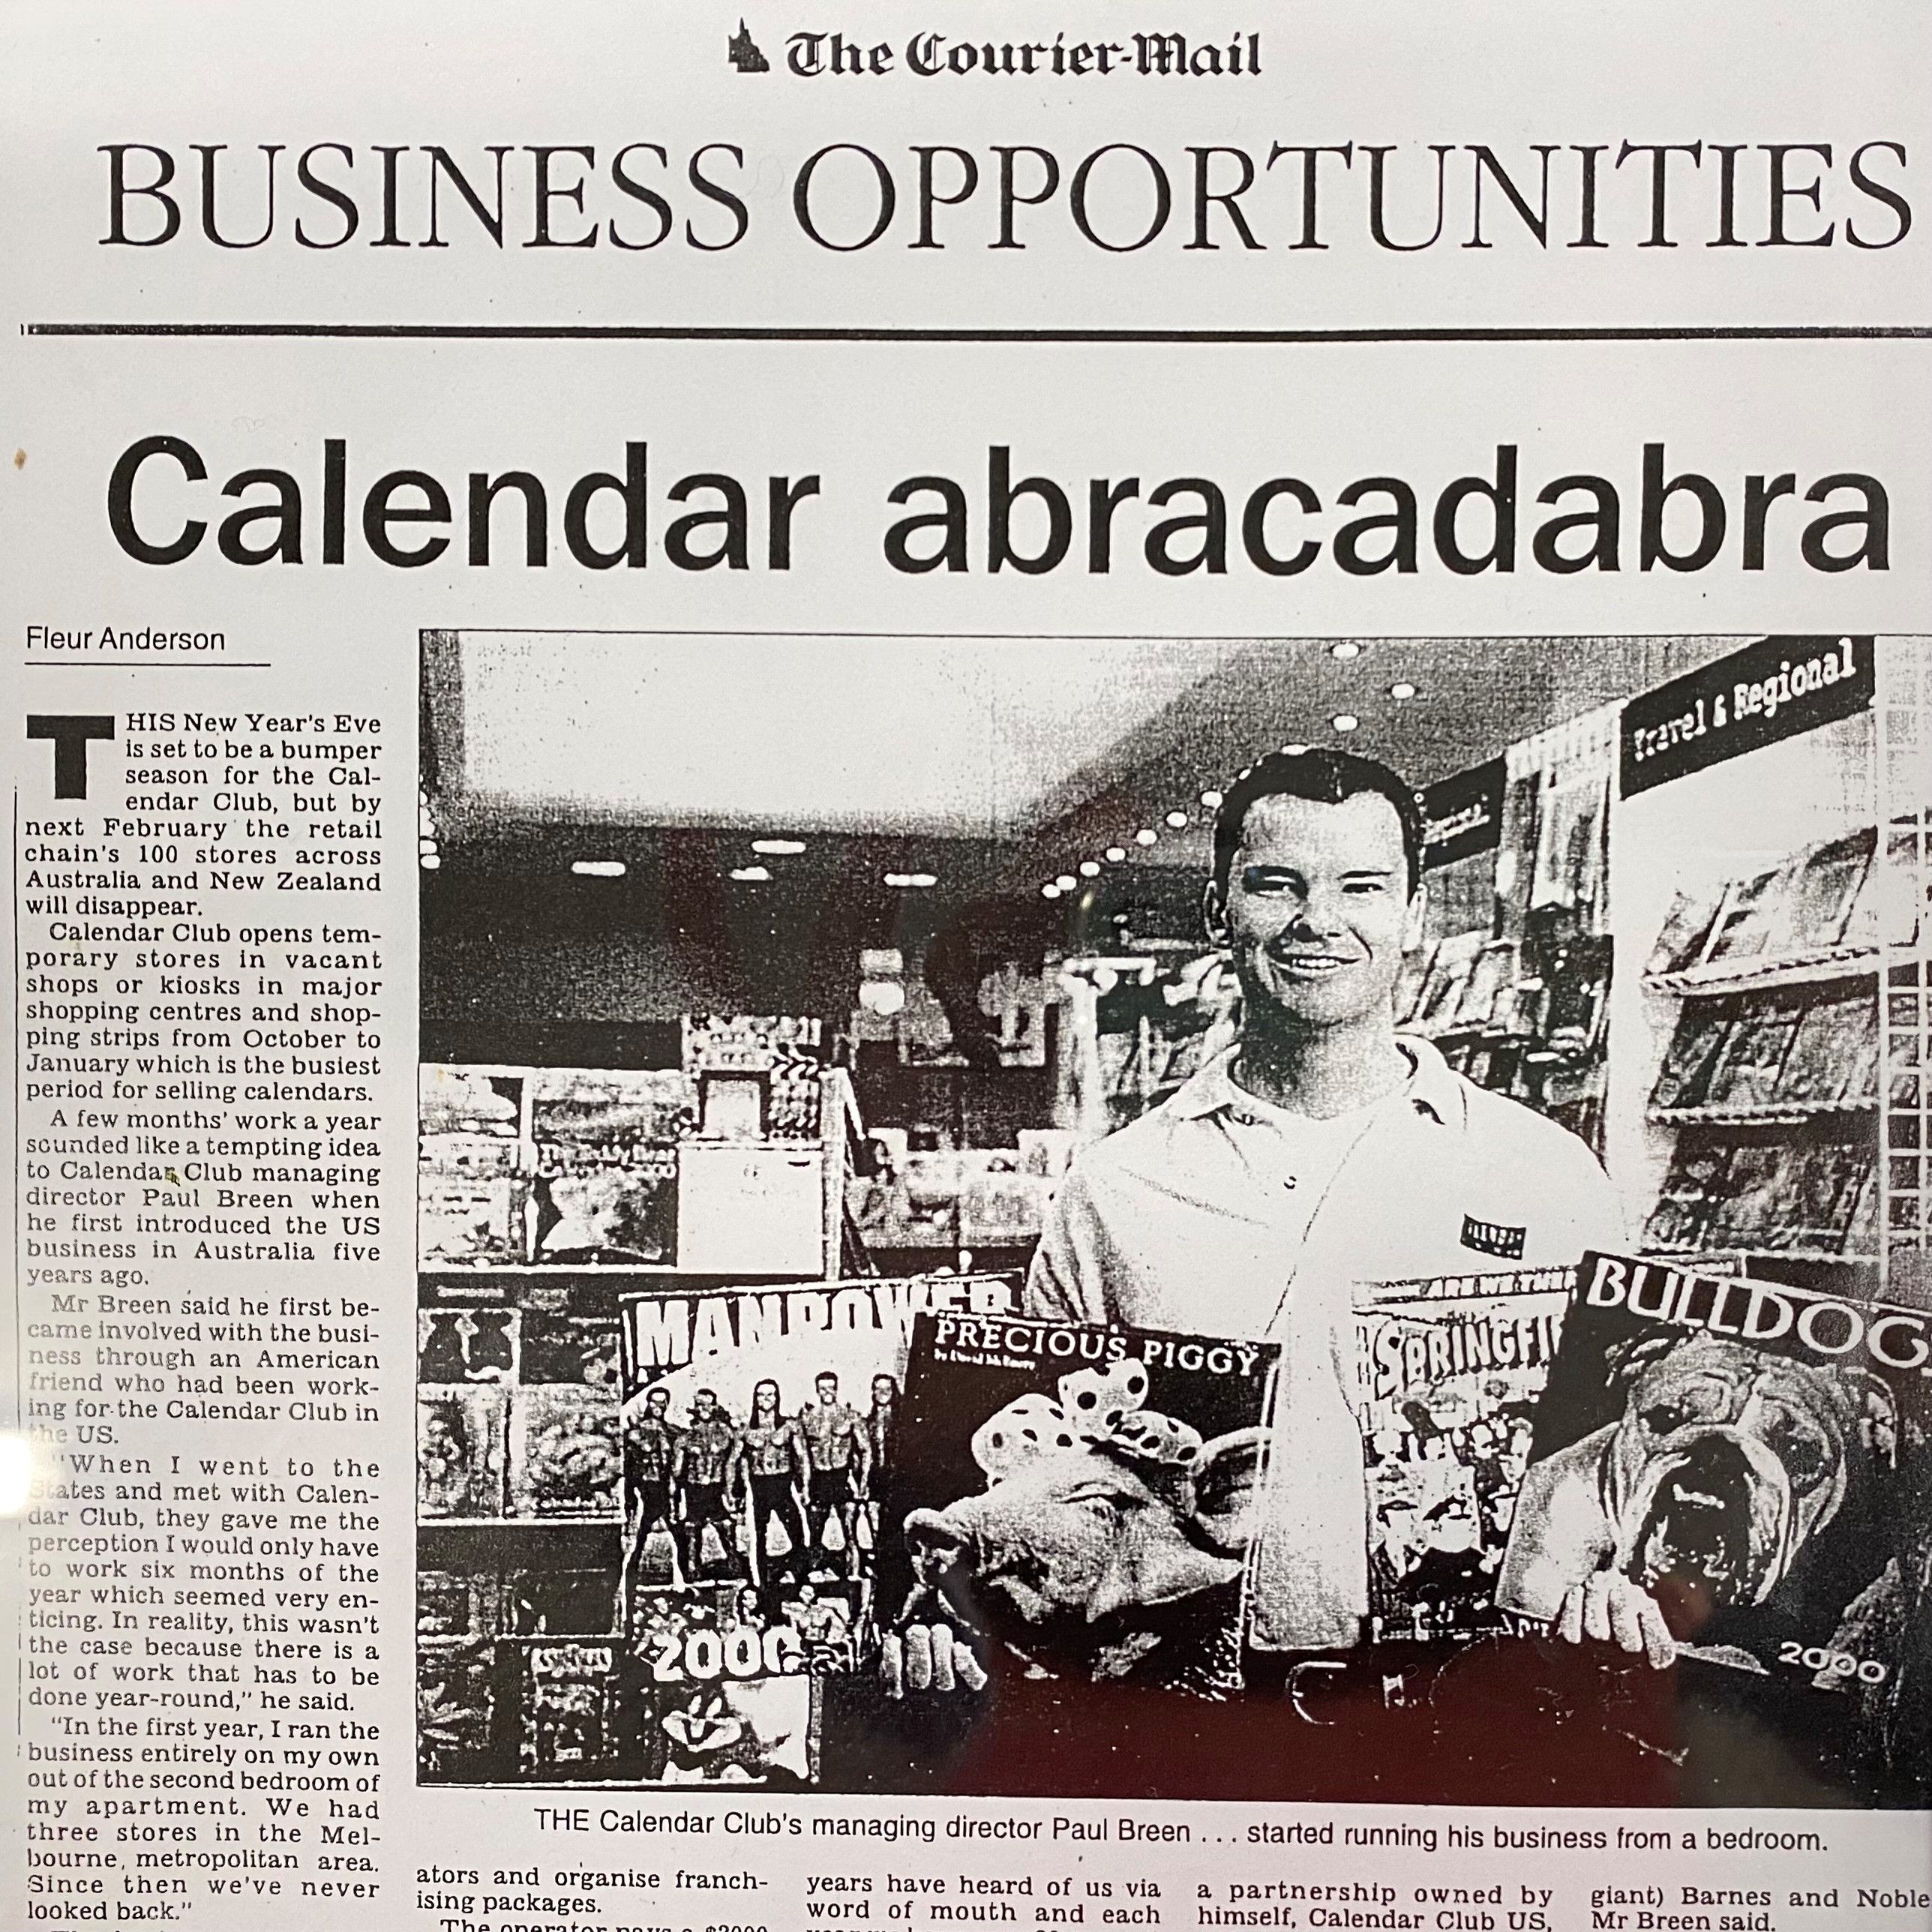 The Courier-Mail
BUSINESS OPPORTUNITIES
Calendar abracadabra
Fleur Anderson
THIS New Year's Eve
is set to be a bumper
season for the Cal-
endar Club, but by
next February the retail
chain's 100 stores across
Australia and New Zealand
will disappear.
Calendar Club opens tem-
porary stores in vacant
shops or kiosks in major
shopping centres and shop-
ping strips from October to
January which is the busiest
period for selling calendars.
A few months' work a year
sounded like a tempting idea
to Calendar Club managing
director Paul Breen when
he first introduced the US
business in Australia five
years ago.
Mr Breen said he first be-
came involved with the busi-
ness through an American
friend who had been work-
ing for the Calendar Club in
the US.
"When I went to the
States and met with Calen-
dar Club, they gave me the
perception I would only have
to work six months of the
year which seemed very en-
ticing. In reality, this wasn't
the case because there is a
lot of work that has to be
done year-round," he said.
"In the first year, I ran the
business entirely on my own
out of the second bedroom of
my apartment. We had
three stores in the Mel-
bourne, metropolitan area.
Since then we've never
looked back."
Travel & Regional
MANPOWER
2000
PRECIOUS PIGGY
SPRINGFI
BULLDOG
2000
THE Calendar Club's managing director Paul Breen . . . started running his business from a bedroom.
ators and organise franch-
ising packages.
The operator pays a $2000
years have heard of us via
word of mouth and each
a partnership owned by
himself, Calendar Club US,
giant) Barnes and Noble
Mr Breen said.